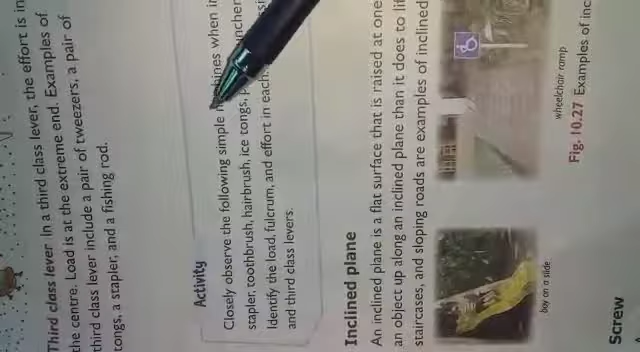 Third class lever In a third class lever, the effort is in
the centre. Load is at the extreme end. Examples of
third class lever include a pair of tweezers, a pair of
tongs, a stapler, and a fishing rod.
Activity
Closely observe the following simple when
stapler, toothbrush, hairbrush, ice tongs,
Identify the load, fulcrum, and effort in each.
and third class levers.
Inclined plane
An inclined plane is a flat surface that is raised at one
an object up along an inclined plane than it does to
staircases, and sloping roads are examples of inclined
boy on a slide
wheelchair ramp
Fig. 10.27 Examples of
Screw